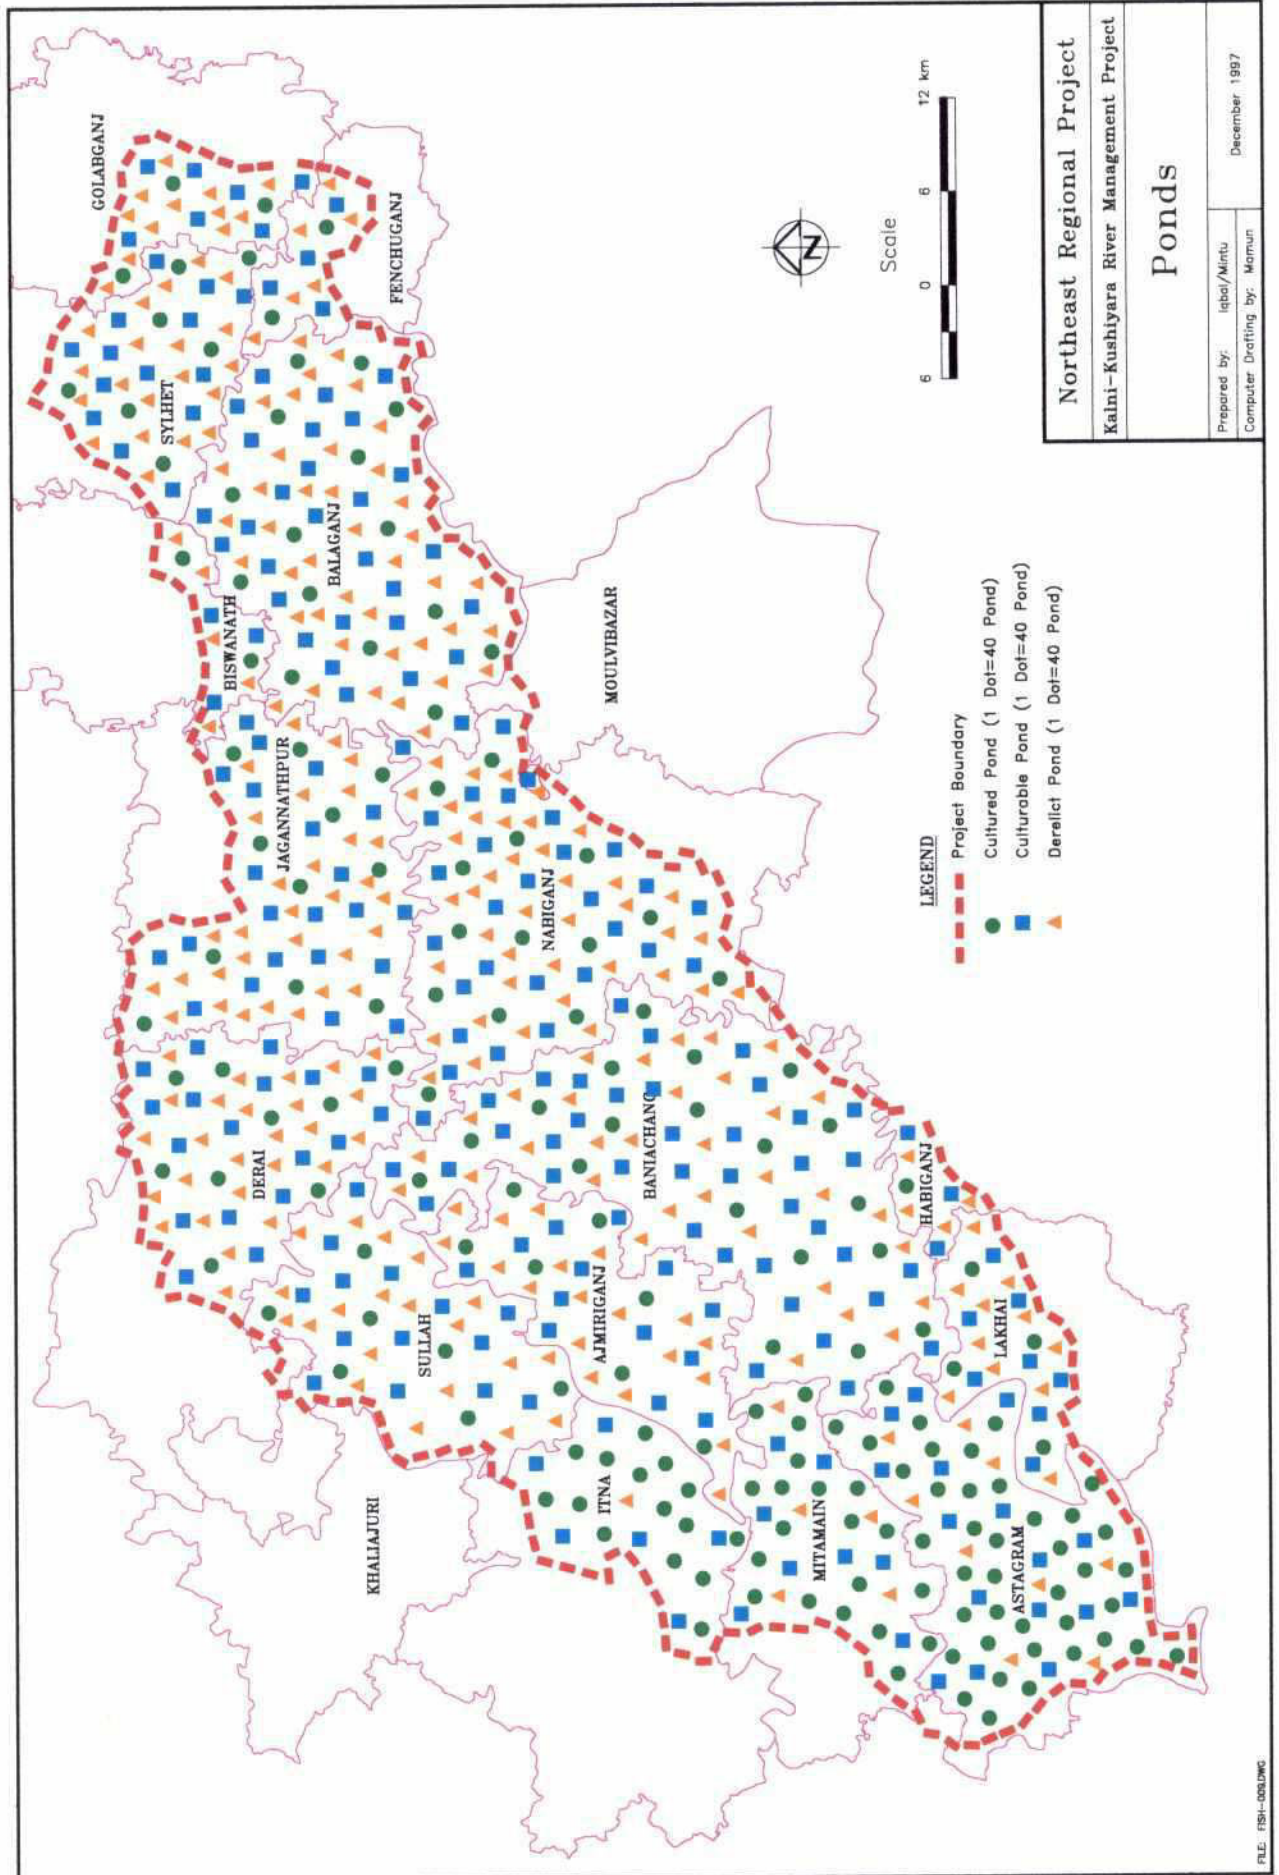 GOLABGANJ
SYLHET
FENCHUGANJ
BALAGANJ
BISWANATH
JAGANNATHPUR
MOULVIBAZAR
NABIGANJ
DERAI
BANIACHANG
HABIGANJ
SULLAH
AJMIRIGANJ
LAKHAI
KHALIAJURI
ITNA
MITAMAIN
ASTAGRAM
N
Scale
6 0 6 12 km
LEGEND
Project Boundary
Cultured Pond (1 Dot=40 Pond)
Culturable Pond (1 Dot=40 Pond)
Derelict Pond (1 Dot=40 Pond)
Northeast Regional Project
Kalni-Kushiyara River Management Project
Ponds
Prepared by: Iqbal/Mintu
Computer Drafting by: Mamun
December 1997
FILE: FISH-009.DWG